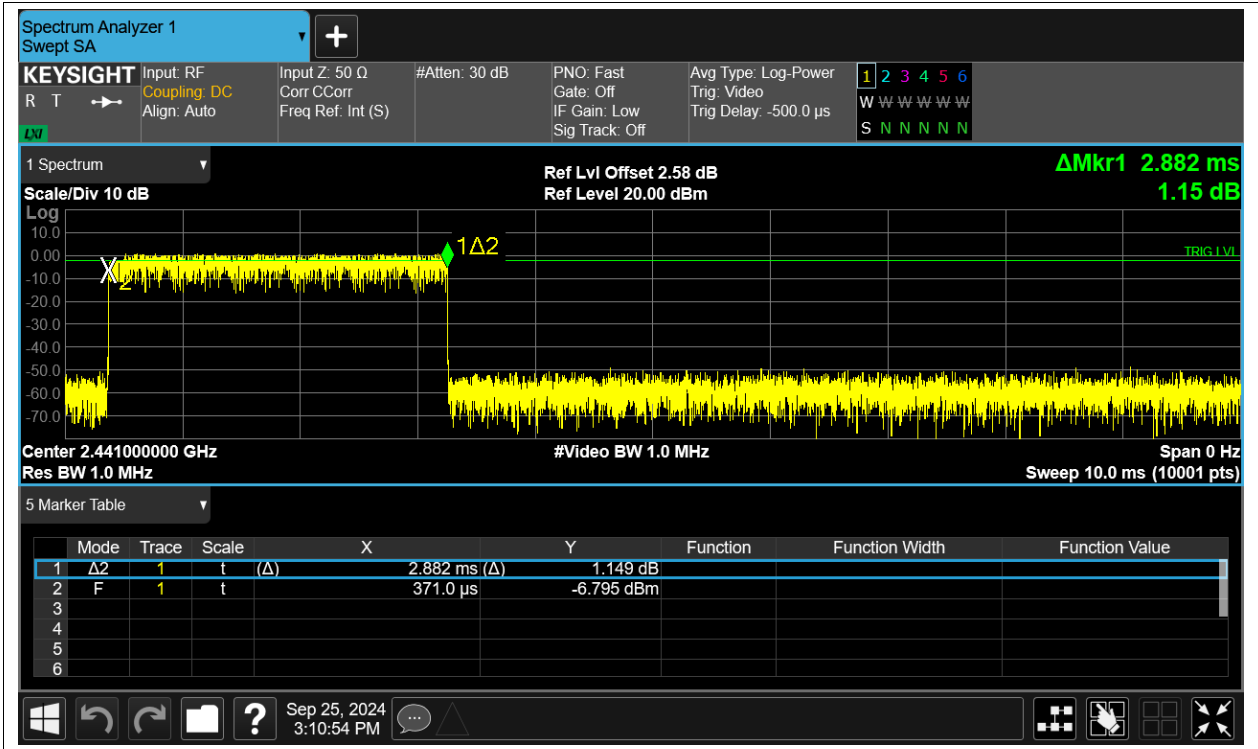 Spectrum Analyzer 1
Swept SA
KEYSIGHT
R T
LXI
Input: RF
Coupling: DC
Align: Auto
Input Z: 50 Ω
Corr CCorr
Freq Ref: Int (S)
#Atten: 30 dB
PNO: Fast
Gate: Off
IF Gain: Low
Sig Track: Off
Avg Type: Log-Power
Trig: Video
Trig Delay: -500.0 µs
1 2 3 4 5 6
W W W W W W
S N N N N N
1 Spectrum
Scale/Div 10 dB
Ref Lvl Offset 2.58 dB
Ref Level 20.00 dBm
ΔMkr1 2.882 ms
1.15 dB
Log
10.0
0.00
-10.0
-20.0
-30.0
-40.0
-50.0
-60.0
-70.0
X
2
1Δ2
TRIG LVL
Center 2.441000000 GHz
#Video BW 1.0 MHz
Span 0 Hz
Res BW 1.0 MHz
Sweep 10.0 ms (10001 pts)
5 Marker Table
Mode Trace Scale X Y Function Function Width Function Value
1 Δ2 1 t (Δ) 2.882 ms (Δ) 1.149 dB
2 F 1 t 371.0 µs -6.795 dBm
3
4
5
6
?
Sep 25, 2024
3:10:54 PM